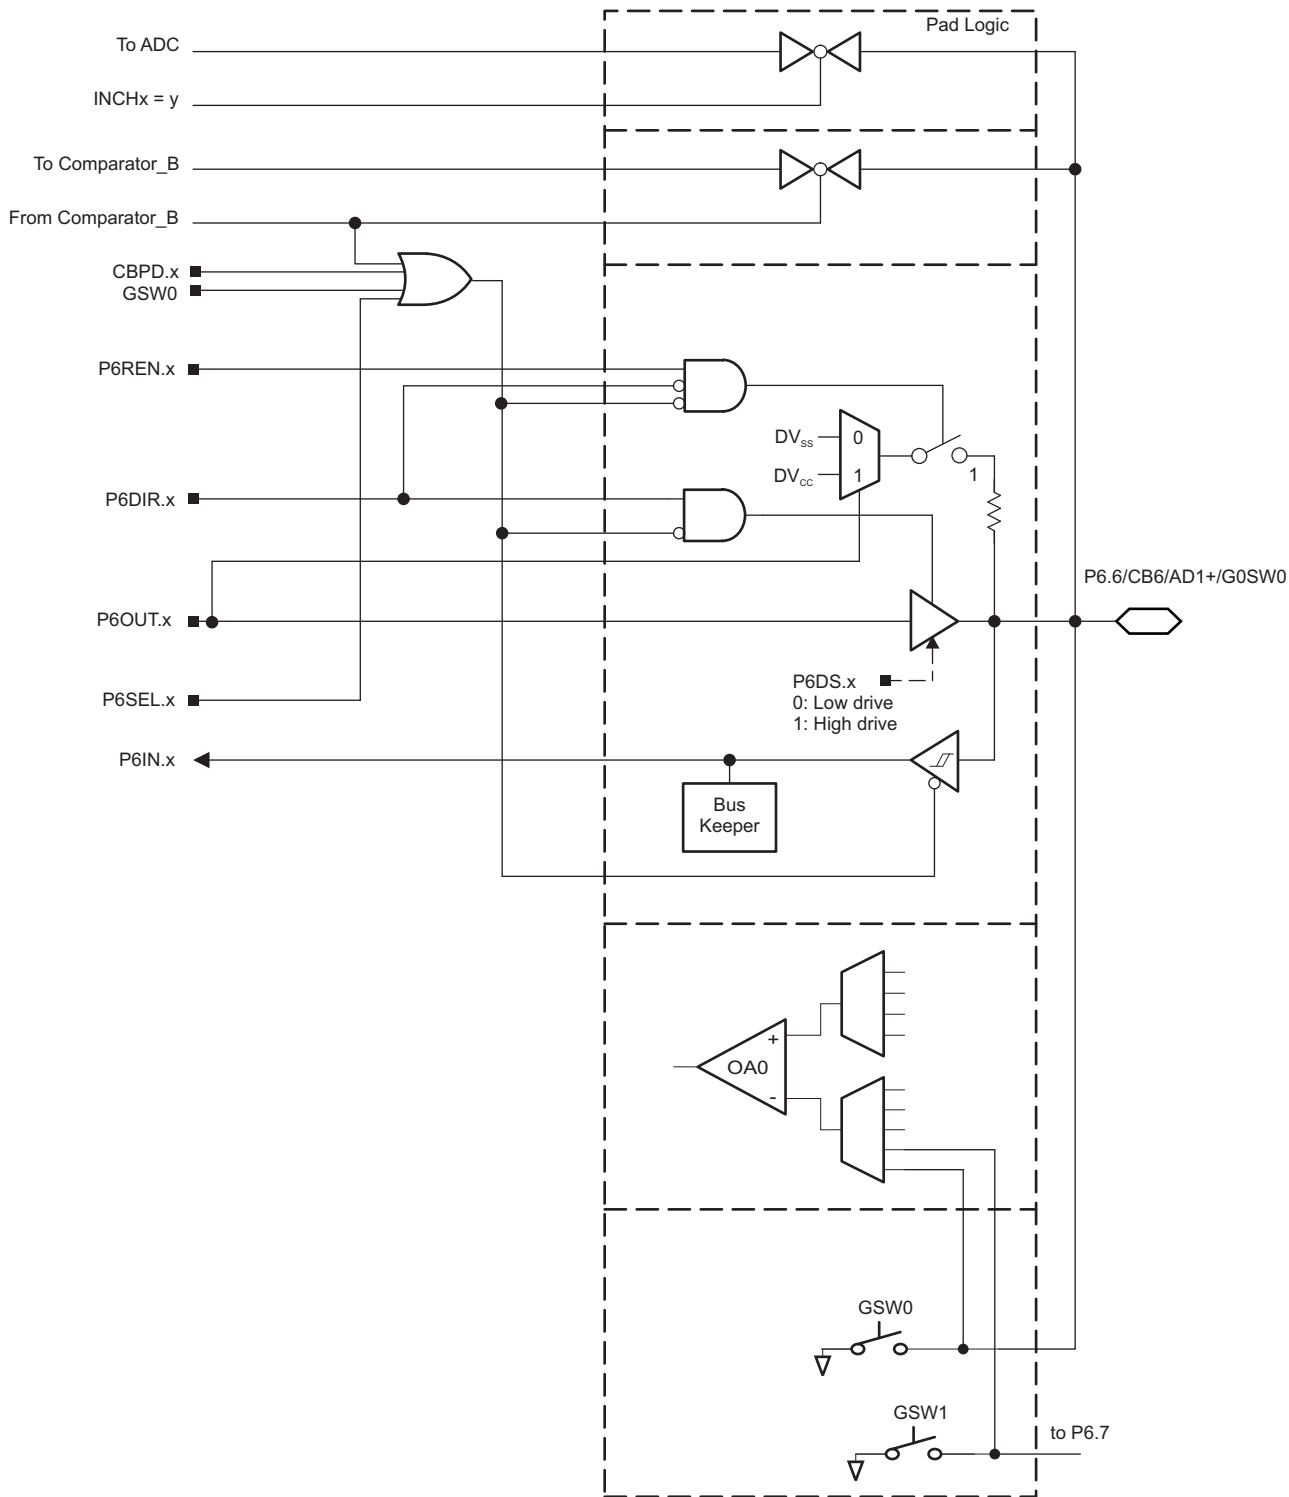 Pad Logic
To ADC
INCHx = y
To Comparator_B
From Comparator_B
CBPD.x
GSW0
P6REN.x
DVSS
0
DVCC
1
1
P6DIR.x
P6.6/CB6/AD1+/G0SW0
P6OUT.x
P6DS.x
0: Low drive
1: High drive
P6SEL.x
P6IN.x
Bus
Keeper
+
OA0
-
GSW0
GSW1
to P6.7